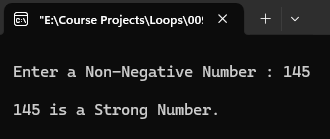 "E:\Course Projects\Loops\00
Enter a Non-Negative Number : 145
145 is a Strong Number.